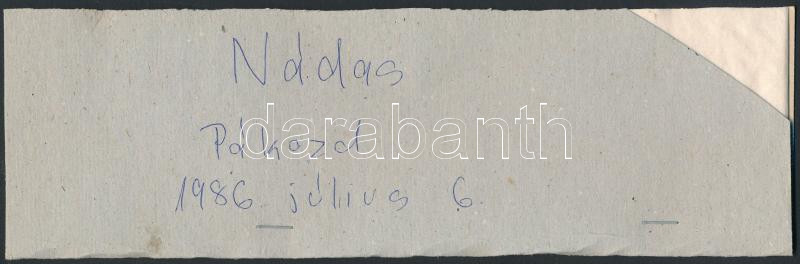 Nádas
Pákozd
darabanth
1986. július 6.